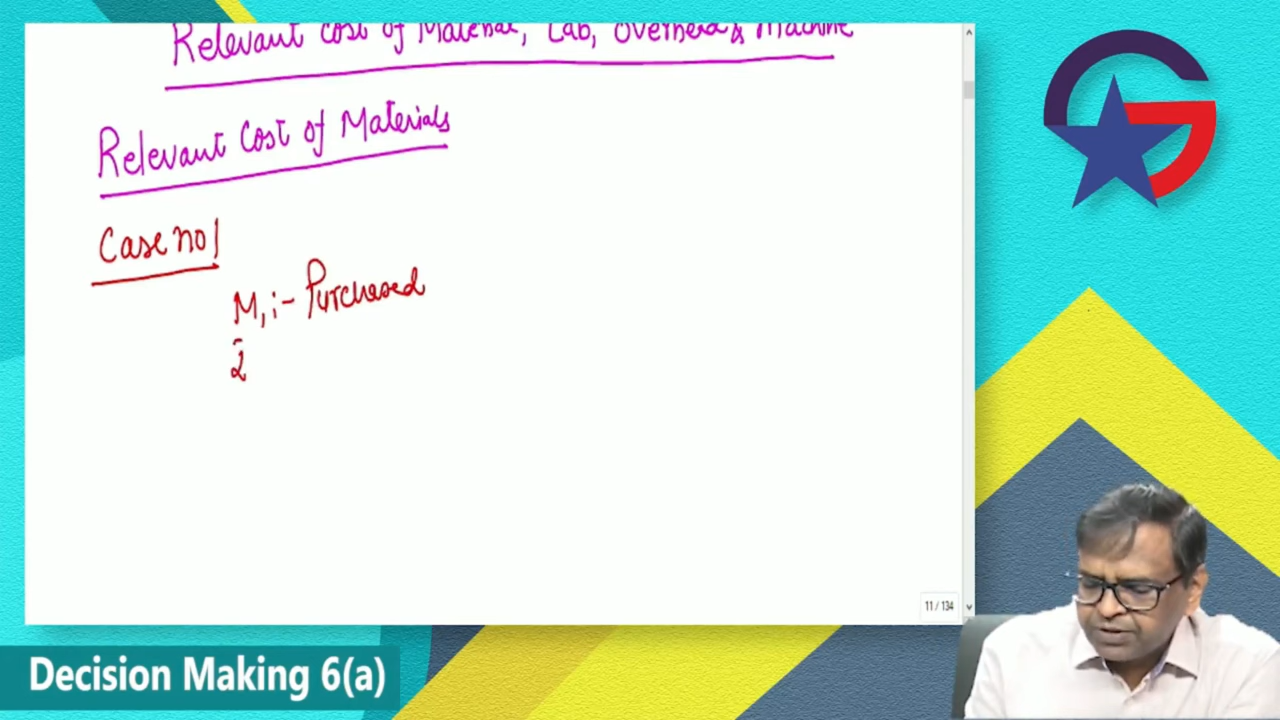 Relevant Cost of Material, Lab, Overhead & Machine
Relevant Cost of Materials
Case no 1
M, :- Purchased
2
11 / 134
Decision Making 6(a)